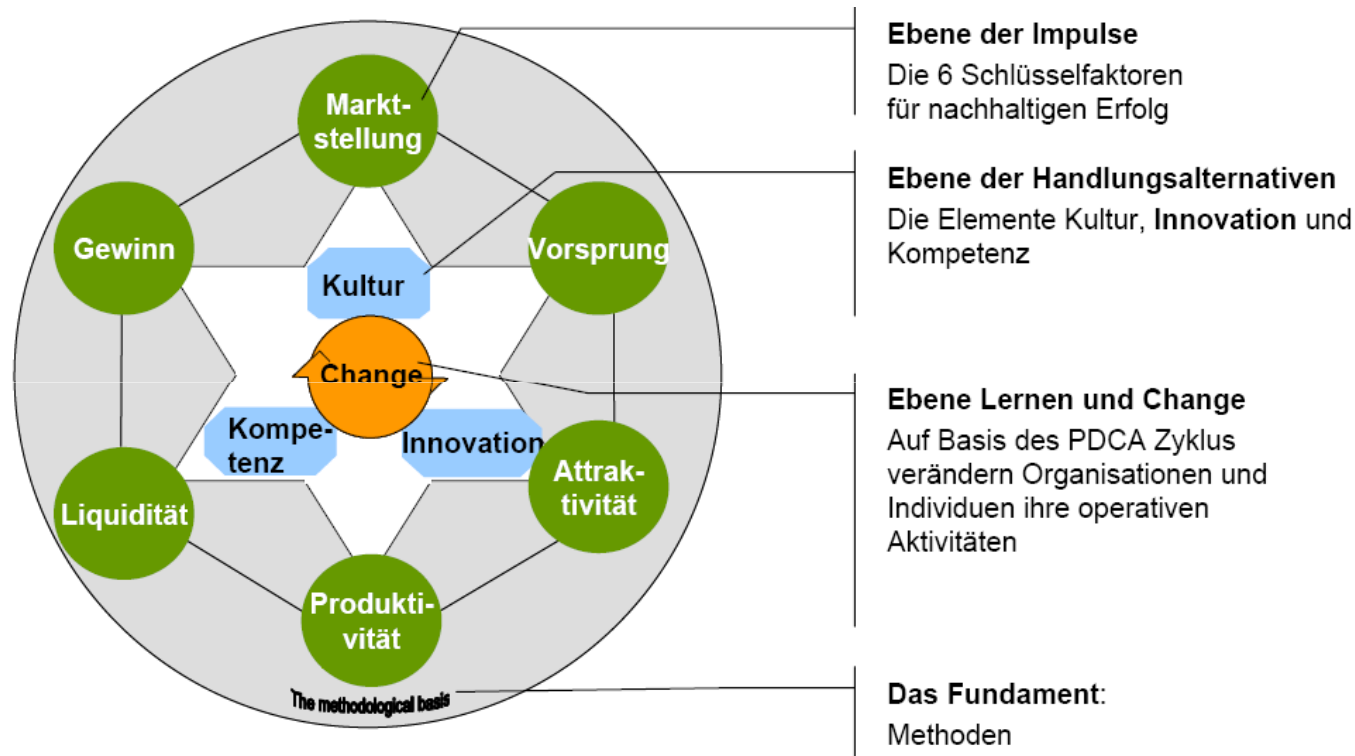 Markt-
stellung
Gewinn
Vorsprung
Kultur
Change
Kompe-
tenz
Innovation
Attrak-
tivität
Liquidität
Produkti-
vität
The methodological basis
Ebene der Impulse
Die 6 Schlüsselfaktoren
für nachhaltigen Erfolg
Ebene der Handlungsalternativen
Die Elemente Kultur, Innovation und
Kompetenz
Ebene Lernen und Change
Auf Basis des PDCA Zyklus
verändern Organisationen und
Individuen ihre operativen
Aktivitäten
Das Fundament:
Methoden